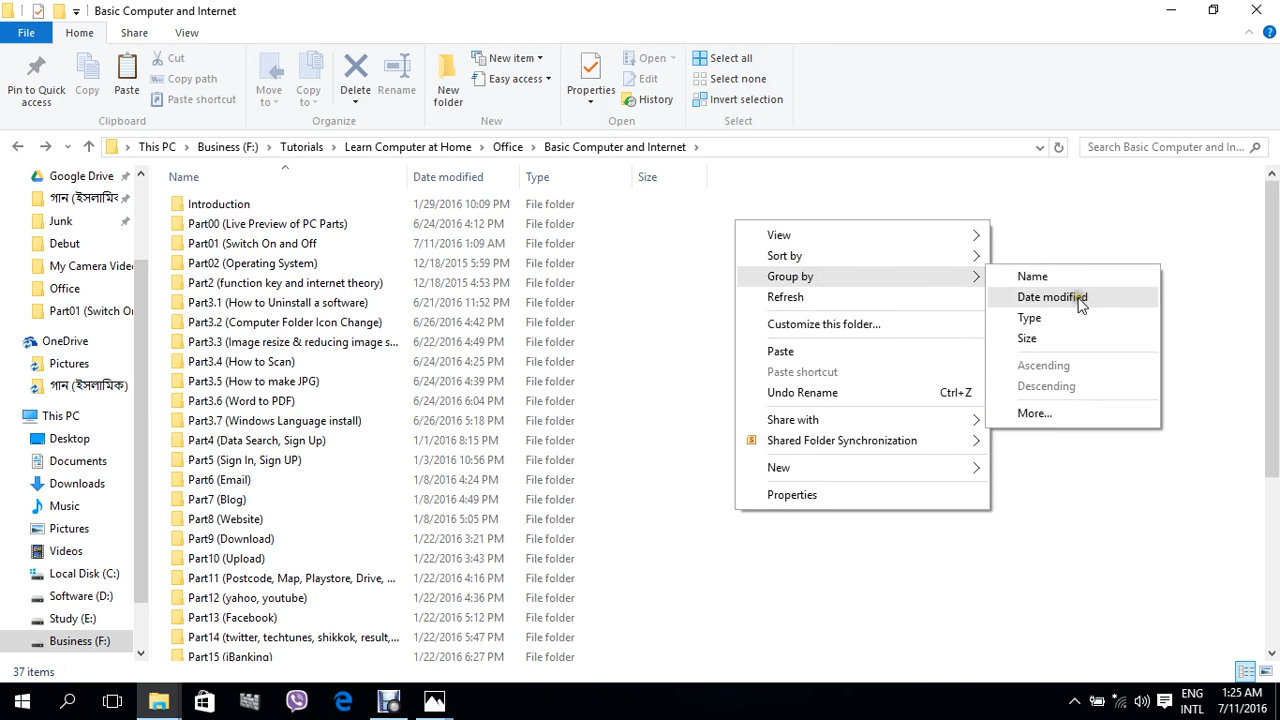 Basic Computer and Internet
File
Home
Share
View
Pin to Quick access
Copy
Paste
Cut
Copy path
Paste shortcut
Clipboard
Move to
Copy to
Delete
Rename
Organize
New folder
New item
Easy access
New
Properties
Open
Edit
History
Open
Select all
Select none
Invert selection
Select
This PC > Business (F:) > Tutorials > Learn Computer at Home > Office > Basic Computer and Internet >
Search Basic Computer and In...
Google Drive
গান (ইসলামিক)
Junk
Debut
My Camera Video
Office
Part01 (Switch On
OneDrive
Pictures
গান (ইসলামিক)
This PC
Desktop
Documents
Downloads
Music
Pictures
Videos
Local Disk (C:)
Software (D:)
Study (E:)
Business (F:)
Name Date modified Type Size
Introduction 1/29/2016 10:09 PM File folder
Part00 (Live Preview of PC Parts) 6/24/2016 4:12 PM File folder
Part01 (Switch On and Off 7/11/2016 1:09 AM File folder
Part02 (Operating System) 12/18/2015 5:59 PM File folder
Part2 (function key and internet theory) 12/18/2015 4:53 PM File folder
Part3.1 (How to Uninstall a software) 6/21/2016 11:52 PM File folder
Part3.2 (Computer Folder Icon Change) 6/26/2016 4:42 PM File folder
Part3.3 (Image resize & reducing image s... 6/22/2016 4:49 PM File folder
Part3.4 (How to Scan) 6/24/2016 4:12 PM File folder
Part3.5 (How to make JPG) 6/24/2016 4:39 PM File folder
Part3.6 (Word to PDF) 6/24/2016 6:04 PM File folder
Part3.7 (Windows Language install) 6/26/2016 5:18 PM File folder
Part4 (Data Search, Sign Up) 1/1/2016 8:15 PM File folder
Part5 (Sign In, Sign UP) 1/3/2016 10:56 PM File folder
Part6 (Email) 1/8/2016 4:24 PM File folder
Part7 (Blog) 1/8/2016 4:49 PM File folder
Part8 (Website) 1/8/2016 5:05 PM File folder
Part9 (Download) 1/22/2016 3:21 PM File folder
Part10 (Upload) 1/22/2016 3:43 PM File folder
Part11 (Postcode, Map, Playstore, Drive, ... 1/22/2016 4:16 PM File folder
Part12 (yahoo, youtube) 1/22/2016 4:36 PM File folder
Part13 (Facebook) 1/22/2016 5:12 PM File folder
Part14 (twitter, techtunes, shikkok, result,... 1/22/2016 5:47 PM File folder
Part15 (iBanking) 1/22/2016 6:27 PM File folder
View
Sort by
Group by
Refresh
Customize this folder...
Paste
Paste shortcut
Undo Rename Ctrl+Z
Share with
Shared Folder Synchronization
New
Properties
Name
Date modified
Type
Size
Ascending
Descending
More...
37 items
ENG
INTL
1:25 AM
7/11/2016